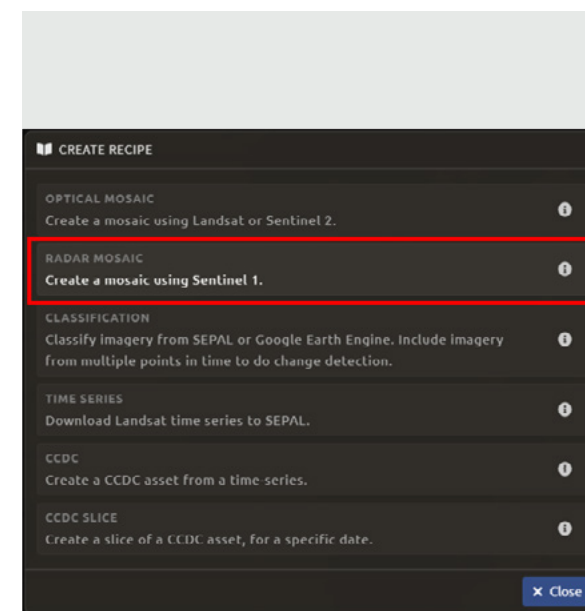 CREATE RECIPE
OPTICAL MOSAIC
Create a mosaic using Landsat or Sentinel 2.
RADAR MOSAIC
Create a mosaic using Sentinel 1.
CLASSIFICATION
Classify imagery from SEPAL or Google Earth Engine. Include imagery
from multiple points in time to do change detection.
TIME SERIES
Download Landsat time series to SEPAL.
CCDC
Create a CCDC asset from a time-series.
CCDC SLICE
Create a slice of a CCDC asset, for a specific date.
Close